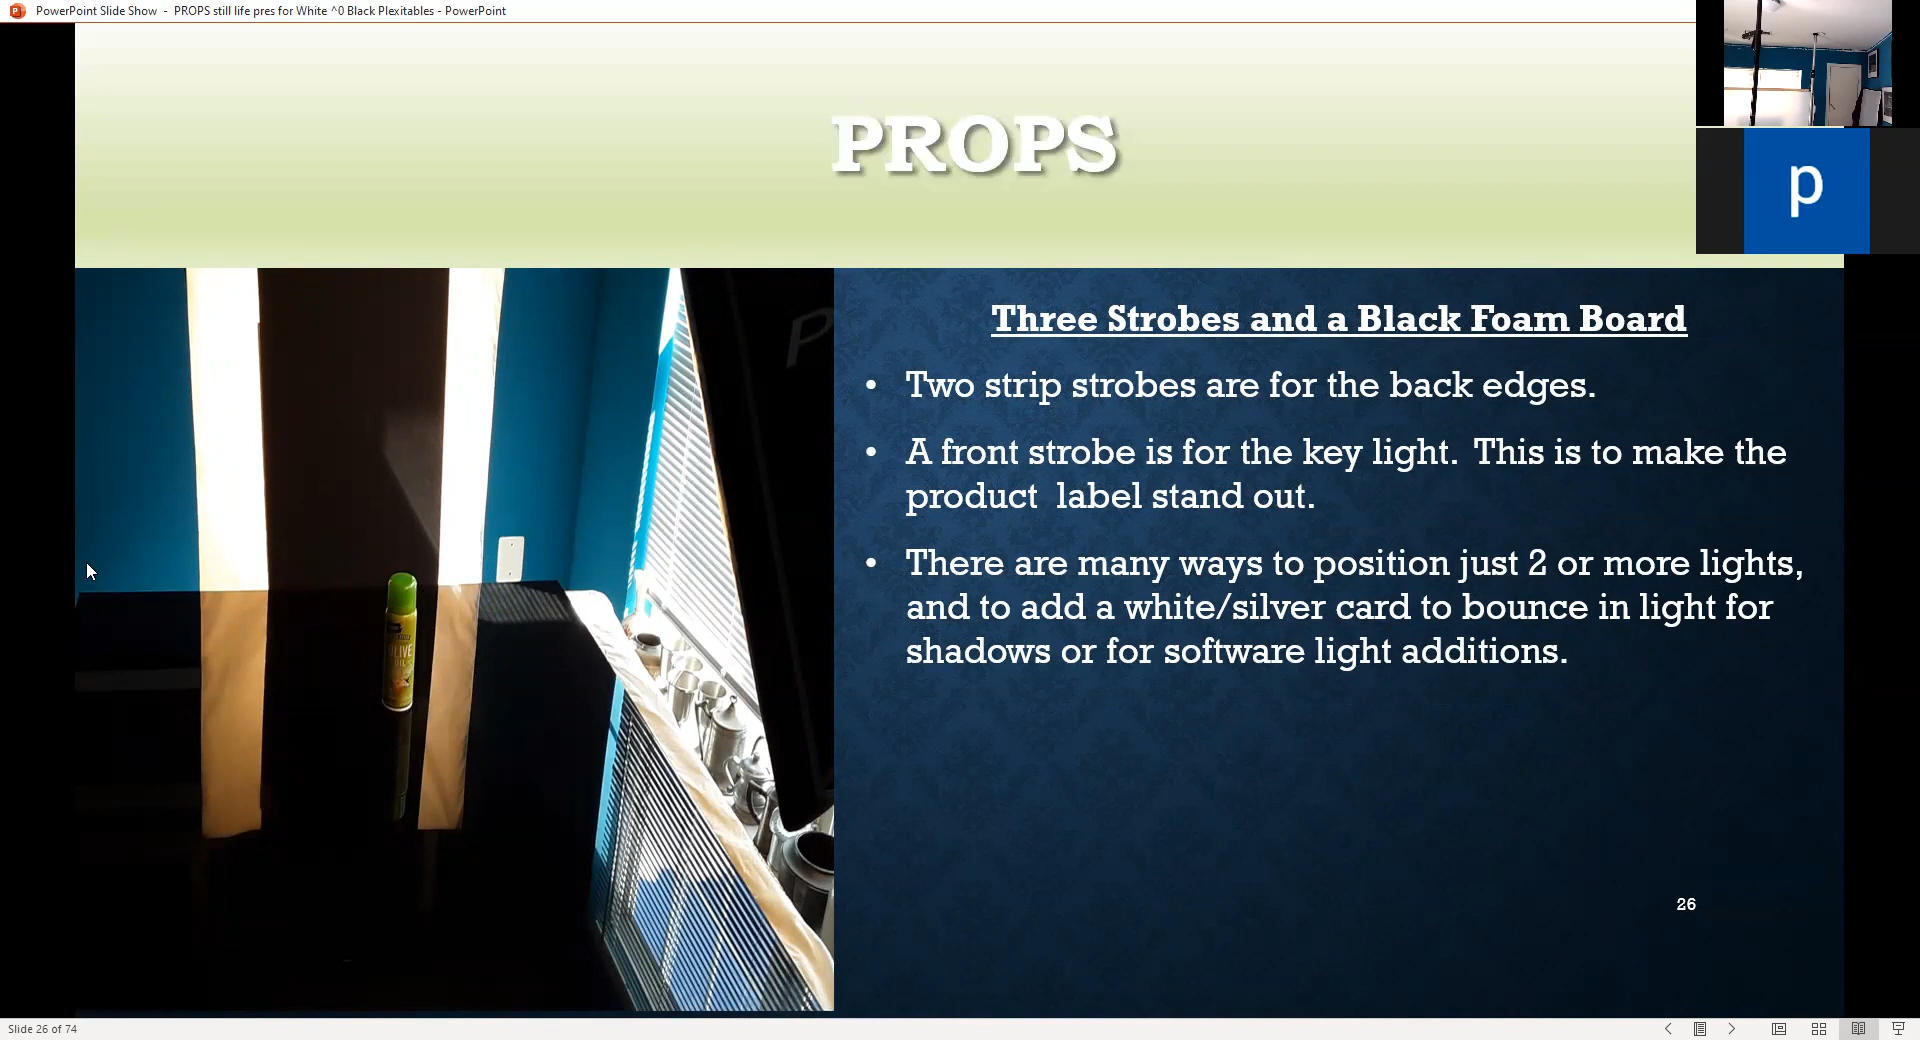 PowerPoint Slide Show - PROPS still life pres for White ^0 Black Plexitables - PowerPoint
PROPS
p
Three Strobes and a Black Foam Board
• Two strip strobes are for the back edges.
• A front strobe is for the key light.  This is to make the
product  label stand out.
• There are many ways to position just 2 or more lights,
and to add a white/silver card to bounce in light for
shadows or for software light additions.
P
OLIVE
OIL
26
Slide 26 of 74